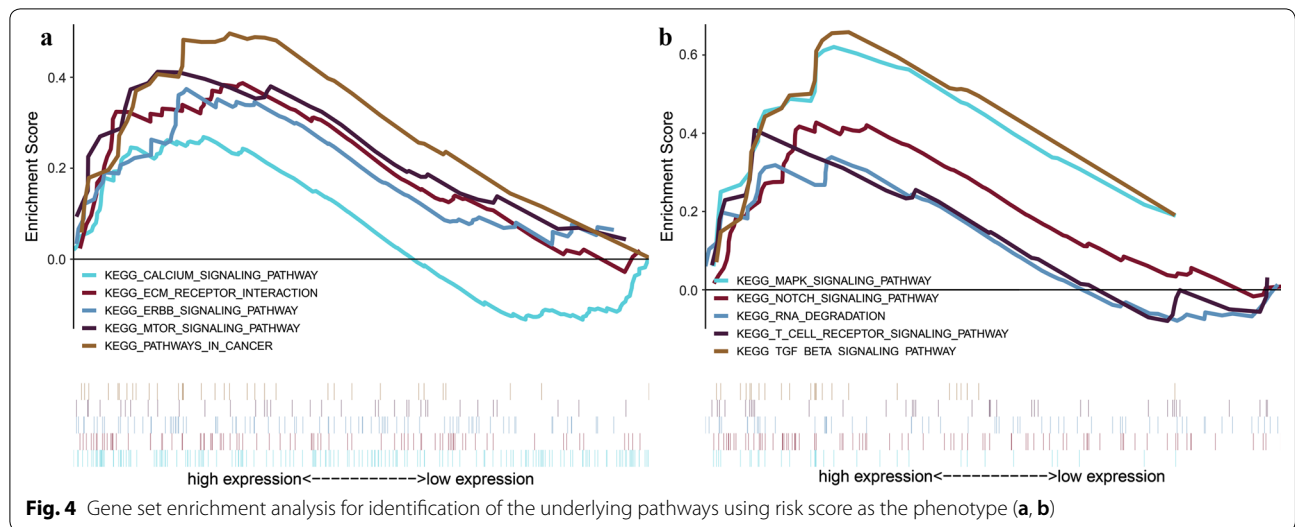 a
Enrichment Score
0.4
0.2
0.0
KEGG_CALCIUM_SIGNALING_PATHWAY
KEGG_ECM_RECEPTOR_INTERACTION
KEGG_ERBB_SIGNALING_PATHWAY
KEGG_MTOR_SIGNALING_PATHWAY
KEGG_PATHWAYS_IN_CANCER
high expression<------------->low expression
b
Enrichment Score
0.6
0.4
0.2
0.0
KEGG_MAPK_SIGNALING_PATHWAY
KEGG_NOTCH_SIGNALING_PATHWAY
KEGG_RNA_DEGRADATION
KEGG_T_CELL_RECEPTOR_SIGNALING_PATHWAY
KEGG_TGF_BETA_SIGNALING_PATHWAY
high expression<------------->low expression
Fig. 4 Gene set enrichment analysis for identification of the underlying pathways using risk score as the phenotype (a, b)